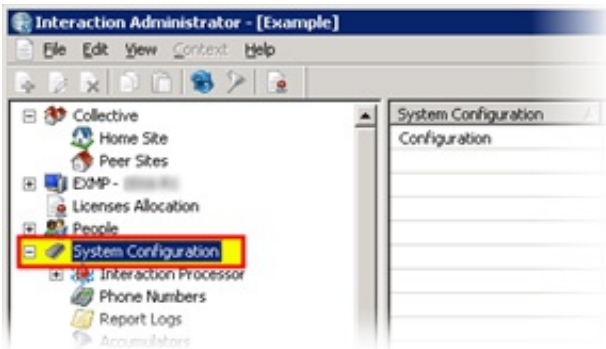 Interaction Administrator - [Example]
File Edit View Context Help
Collective
Home Site
Peer Sites
EXMP -
Licenses Allocation
People
System Configuration
Interaction Processor
Phone Numbers
Report Logs
Accumulators
System Configuration
Configuration